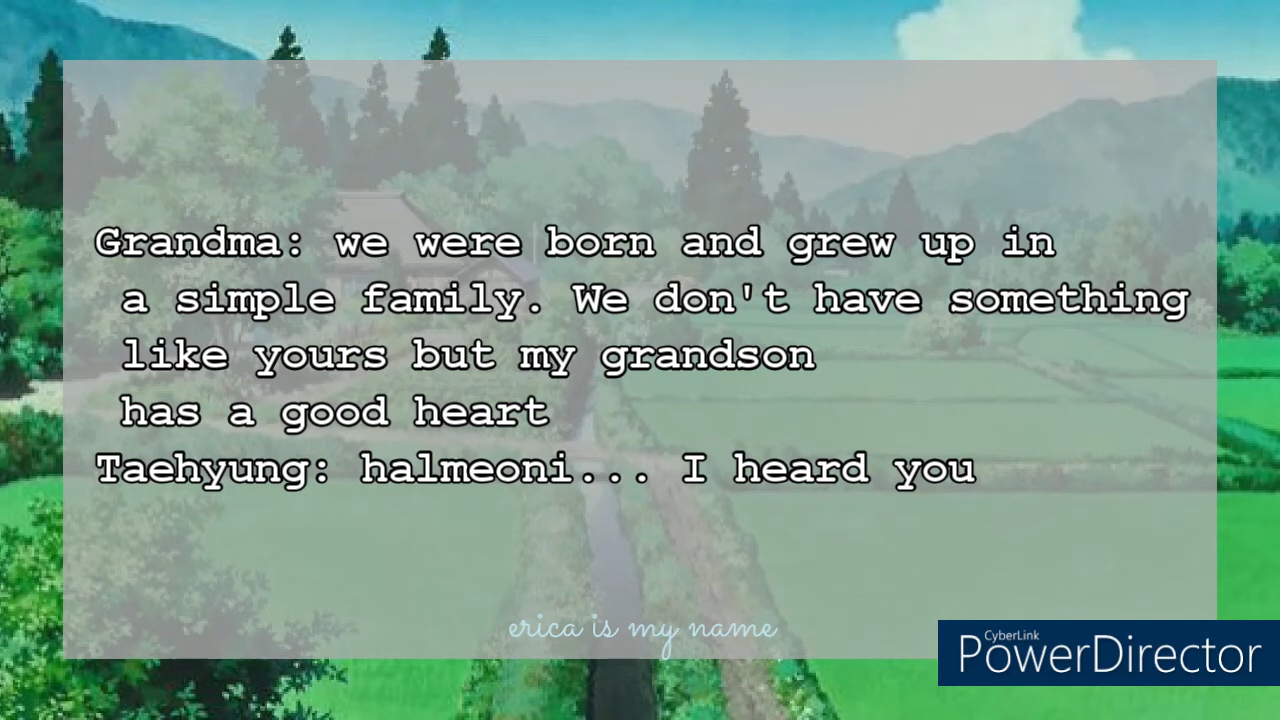 Grandma: we were born and grew up in
a simple family. We don't have something
like yours but my grandson
has a good heart
Taehyung: halmeoni... I heard you
erica is my name
CyberLink
PowerDirector